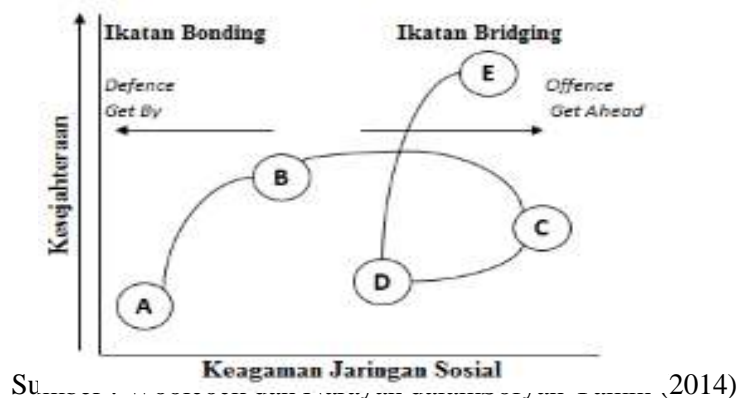 Ikatan Bonding
Ikatan Bridging
Defence
Get By
Offence
Get Ahead
E
B
C
D
A
Kesejahteraan
Keagaman Jaringan Sosial
(2014)